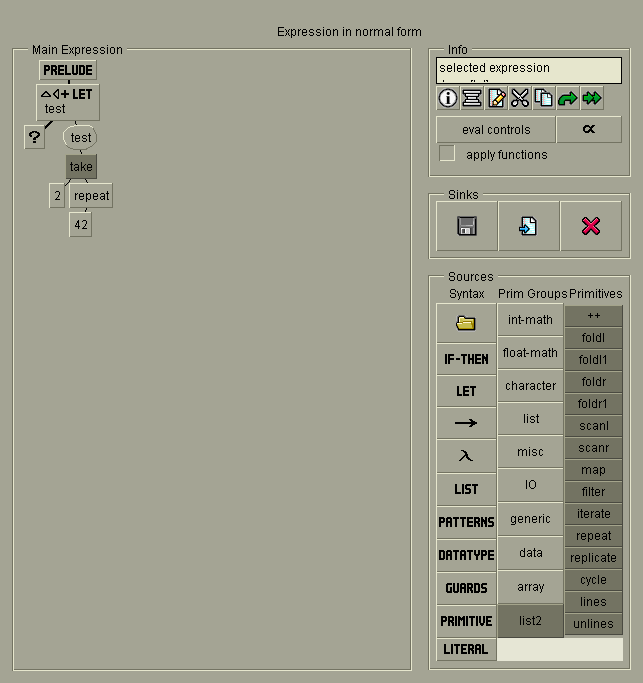 Expression in normal form
Main Expression
PRELUDE
LET
test
?
test
take
2
repeat
42
Info
selected expression
eval controls
∝
apply functions
Sinks
Sources
Syntax
Prim Groups
Primitives
IF-THEN
LET
→
λ
LIST
PATTERNS
DATATYPE
GUARDS
PRIMITIVE
LITERAL
int-math
float-math
character
list
misc
IO
generic
data
array
list2
++
foldl
foldl1
foldr
foldr1
scanl
scanr
map
filter
iterate
repeat
replicate
cycle
lines
unlines